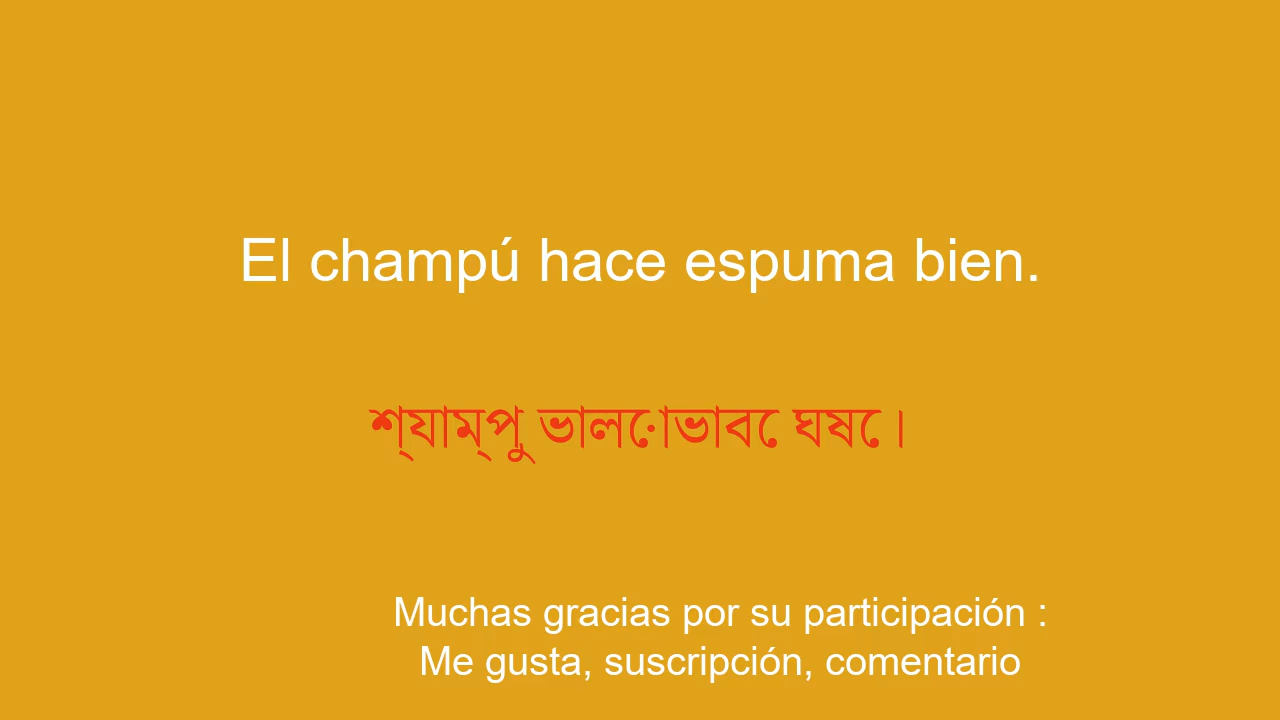 El champú hace espuma bien.
শ্যাম্পু ভালোভাবে ঘষে।
Muchas gracias por su participación :
Me gusta, suscripción, comentario